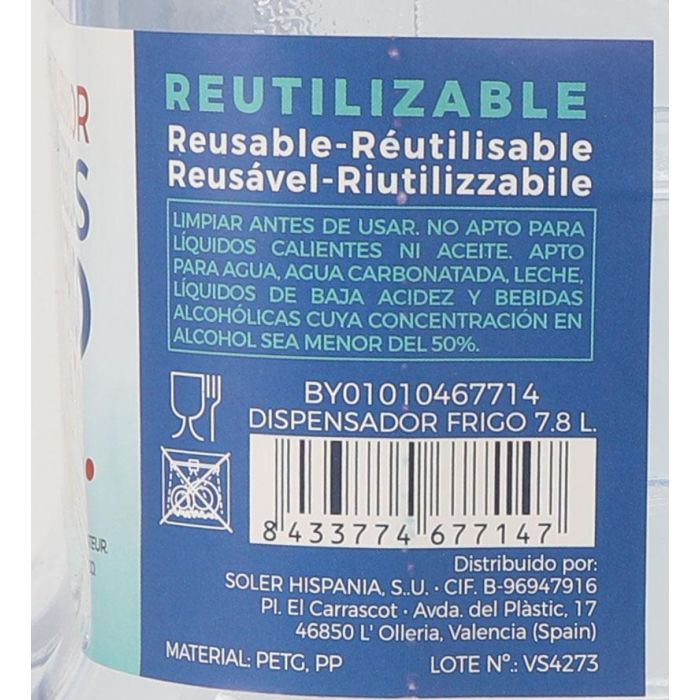 REUTILIZABLE
Reusable-Réutilisable
Reusável-Riutilizzabile
LIMPIAR ANTES DE USAR. NO APTO PARA
LÍQUIDOS CALIENTES NI ACEITE. APTO
PARA AGUA, AGUA CARBONATADA, LECHE,
LÍQUIDOS DE BAJA ACIDEZ Y BEBIDAS
ALCOHÓLICAS CUYA CONCENTRACIÓN EN
ALCOHOL SEA MENOR DEL 50%.
BY01010467714
DISPENSADOR FRIGO 7.8 L.
8 433774 677147
Distribuido por:
SOLER HISPANIA, S.U. · CIF. B-96947916
Pl. El Carrascot · Avda. del Plàstic, 17
46850 L' Olleria, Valencia (Spain)
MATERIAL: PETG, PP
LOTE Nº.: VS4273